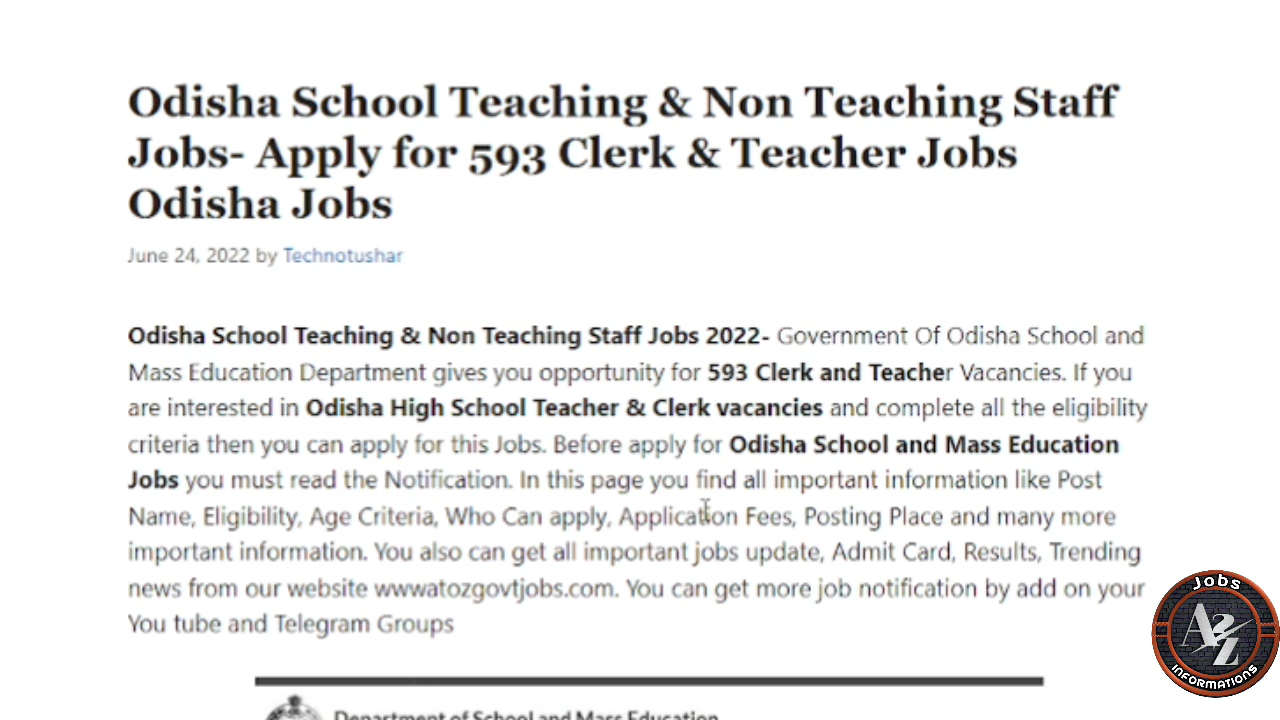 Odisha School Teaching & Non Teaching Staff
Jobs- Apply for 593 Clerk & Teacher Jobs
Odisha Jobs
June 24, 2022 by Technotushar
Odisha School Teaching & Non Teaching Staff Jobs 2022- Government Of Odisha School and
Mass Education Department gives you opportunity for 593 Clerk and Teacher Vacancies. If you
are interested in Odisha High School Teacher & Clerk vacancies and complete all the eligibility
criteria then you can apply for this Jobs. Before apply for Odisha School and Mass Education
Jobs you must read the Notification. In this page you find all important information like Post
Name, Eligibility, Age Criteria, Who Can apply, Application Fees, Posting Place and many more
important information. You also can get all important jobs update, Admit Card, Results, Trending
news from our website wwwatozgovtjobs.com. You can get more job notification by add on your
You tube and Telegram Groups
Department of School and Mass Education
Jobs
A2Z
INFORMATIONS